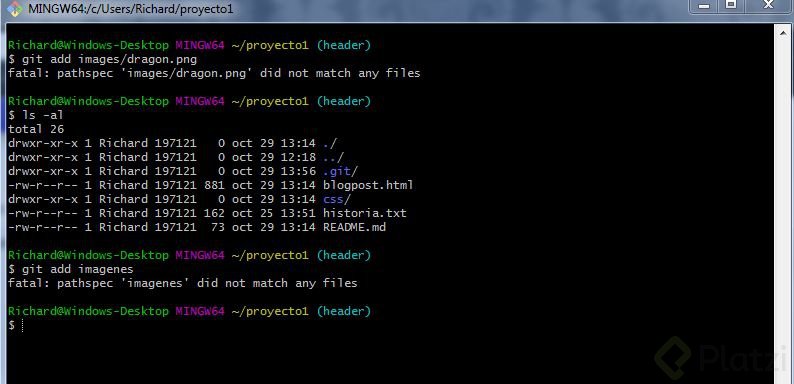 MINGW64:/c/Users/Richard/proyecto1
Richard@Windows-Desktop MINGW64 ~/proyecto1 (header)
$ git add images/dragon.png
fatal: pathspec 'images/dragon.png' did not match any files
Richard@Windows-Desktop MINGW64 ~/proyecto1 (header)
$ ls -al
total 26
drwxr-xr-x 1 Richard 197121   0 oct 29 13:14 ./
drwxr-xr-x 1 Richard 197121   0 oct 29 12:18 ../
drwxr-xr-x 1 Richard 197121   0 oct 29 13:56 .git/
-rw-r--r-- 1 Richard 197121 881 oct 29 13:14 blogpost.html
drwxr-xr-x 1 Richard 197121   0 oct 29 13:14 css/
-rw-r--r-- 1 Richard 197121 162 oct 25 13:51 historia.txt
-rw-r--r-- 1 Richard 197121  73 oct 29 13:14 README.md
Richard@Windows-Desktop MINGW64 ~/proyecto1 (header)
$ git add imagenes
fatal: pathspec 'imagenes' did not match any files
Richard@Windows-Desktop MINGW64 ~/proyecto1 (header)
$
Platzi